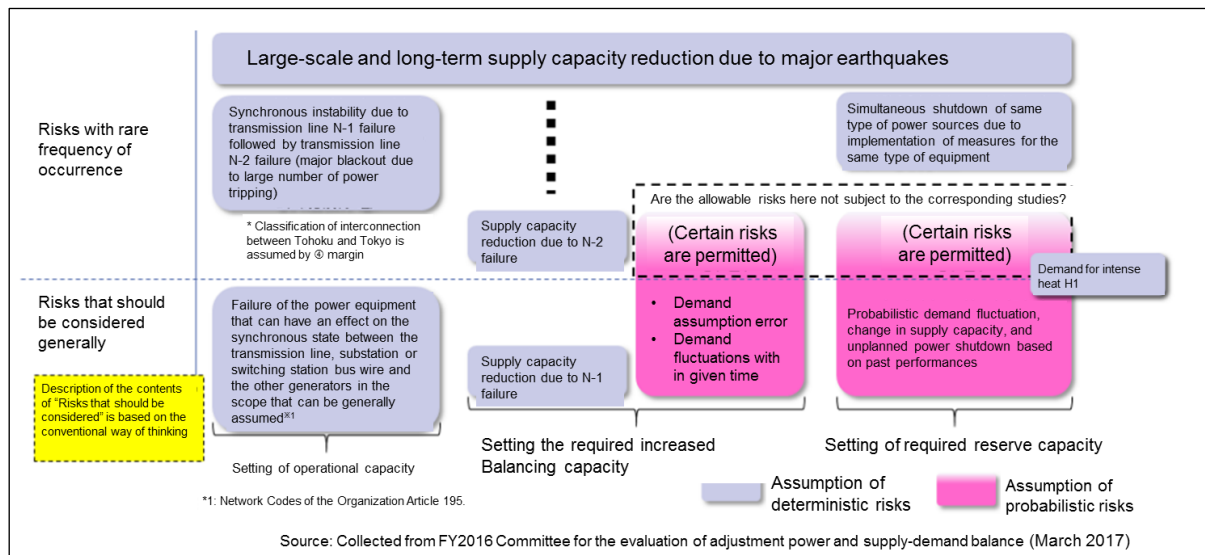 Large-scale and long-term supply capacity reduction due to major earthquakes
Risks with rare
frequency of
occurrence
Synchronous instability due to
transmission line N-1 failure
followed by transmission line
N-2 failure (major blackout due
to large number of power
tripping)
Simultaneous shutdown of same
type of power sources due to
implementation of measures for the
same type of equipment
Are the allowable risks here not subject to the corresponding studies?
* Classification of interconnection
between Tohoku and Tokyo is
assumed by ④ margin
Supply capacity
reduction due to N-2
failure
(Certain risks
are permitted)
(Certain risks
are permitted)
Demand for intense
heat H1
Risks that should
be considered
generally
Description of the contents
of "Risks that should be
considered" is based on the
conventional way of thinking
Failure of the power equipment
that can have an effect on the
synchronous state between the
transmission line, substation or
switching station bus wire and
the other generators in the
scope that can be generally
assumed※1
Supply capacity
reduction due to N-1
failure
• Demand
assumption error
• Demand
fluctuations with
in given time
Probabilistic demand fluctuation,
change in supply capacity, and
unplanned power shutdown based
on past performances
Setting of operational capacity
Setting the required increased
Balancing capacity
Setting of required reserve capacity
*1: Network Codes of the Organization Article 195.
Assumption of
deterministic risks
Assumption of
probabilistic risks
Source: Collected from FY2016 Committee for the evaluation of adjustment power and supply-demand balance (March 2017)